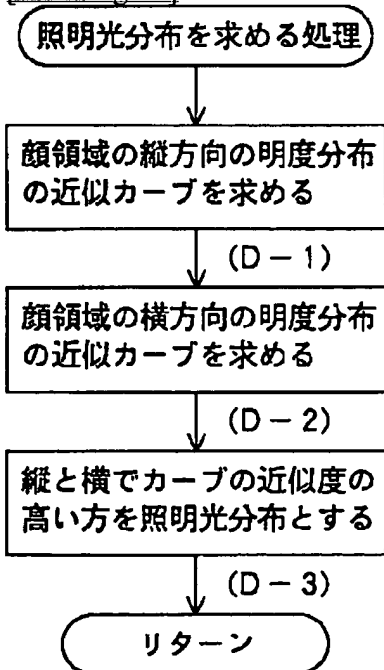 照明光分布を求める処理
顔領域の縦方向の明度分布
の近似カーブを求める
(D-1)
顔領域の横方向の明度分布
の近似カーブを求める
(D-2)
縦と横でカーブの近似度の
高い方を照明光分布とする
(D-3)
リターン